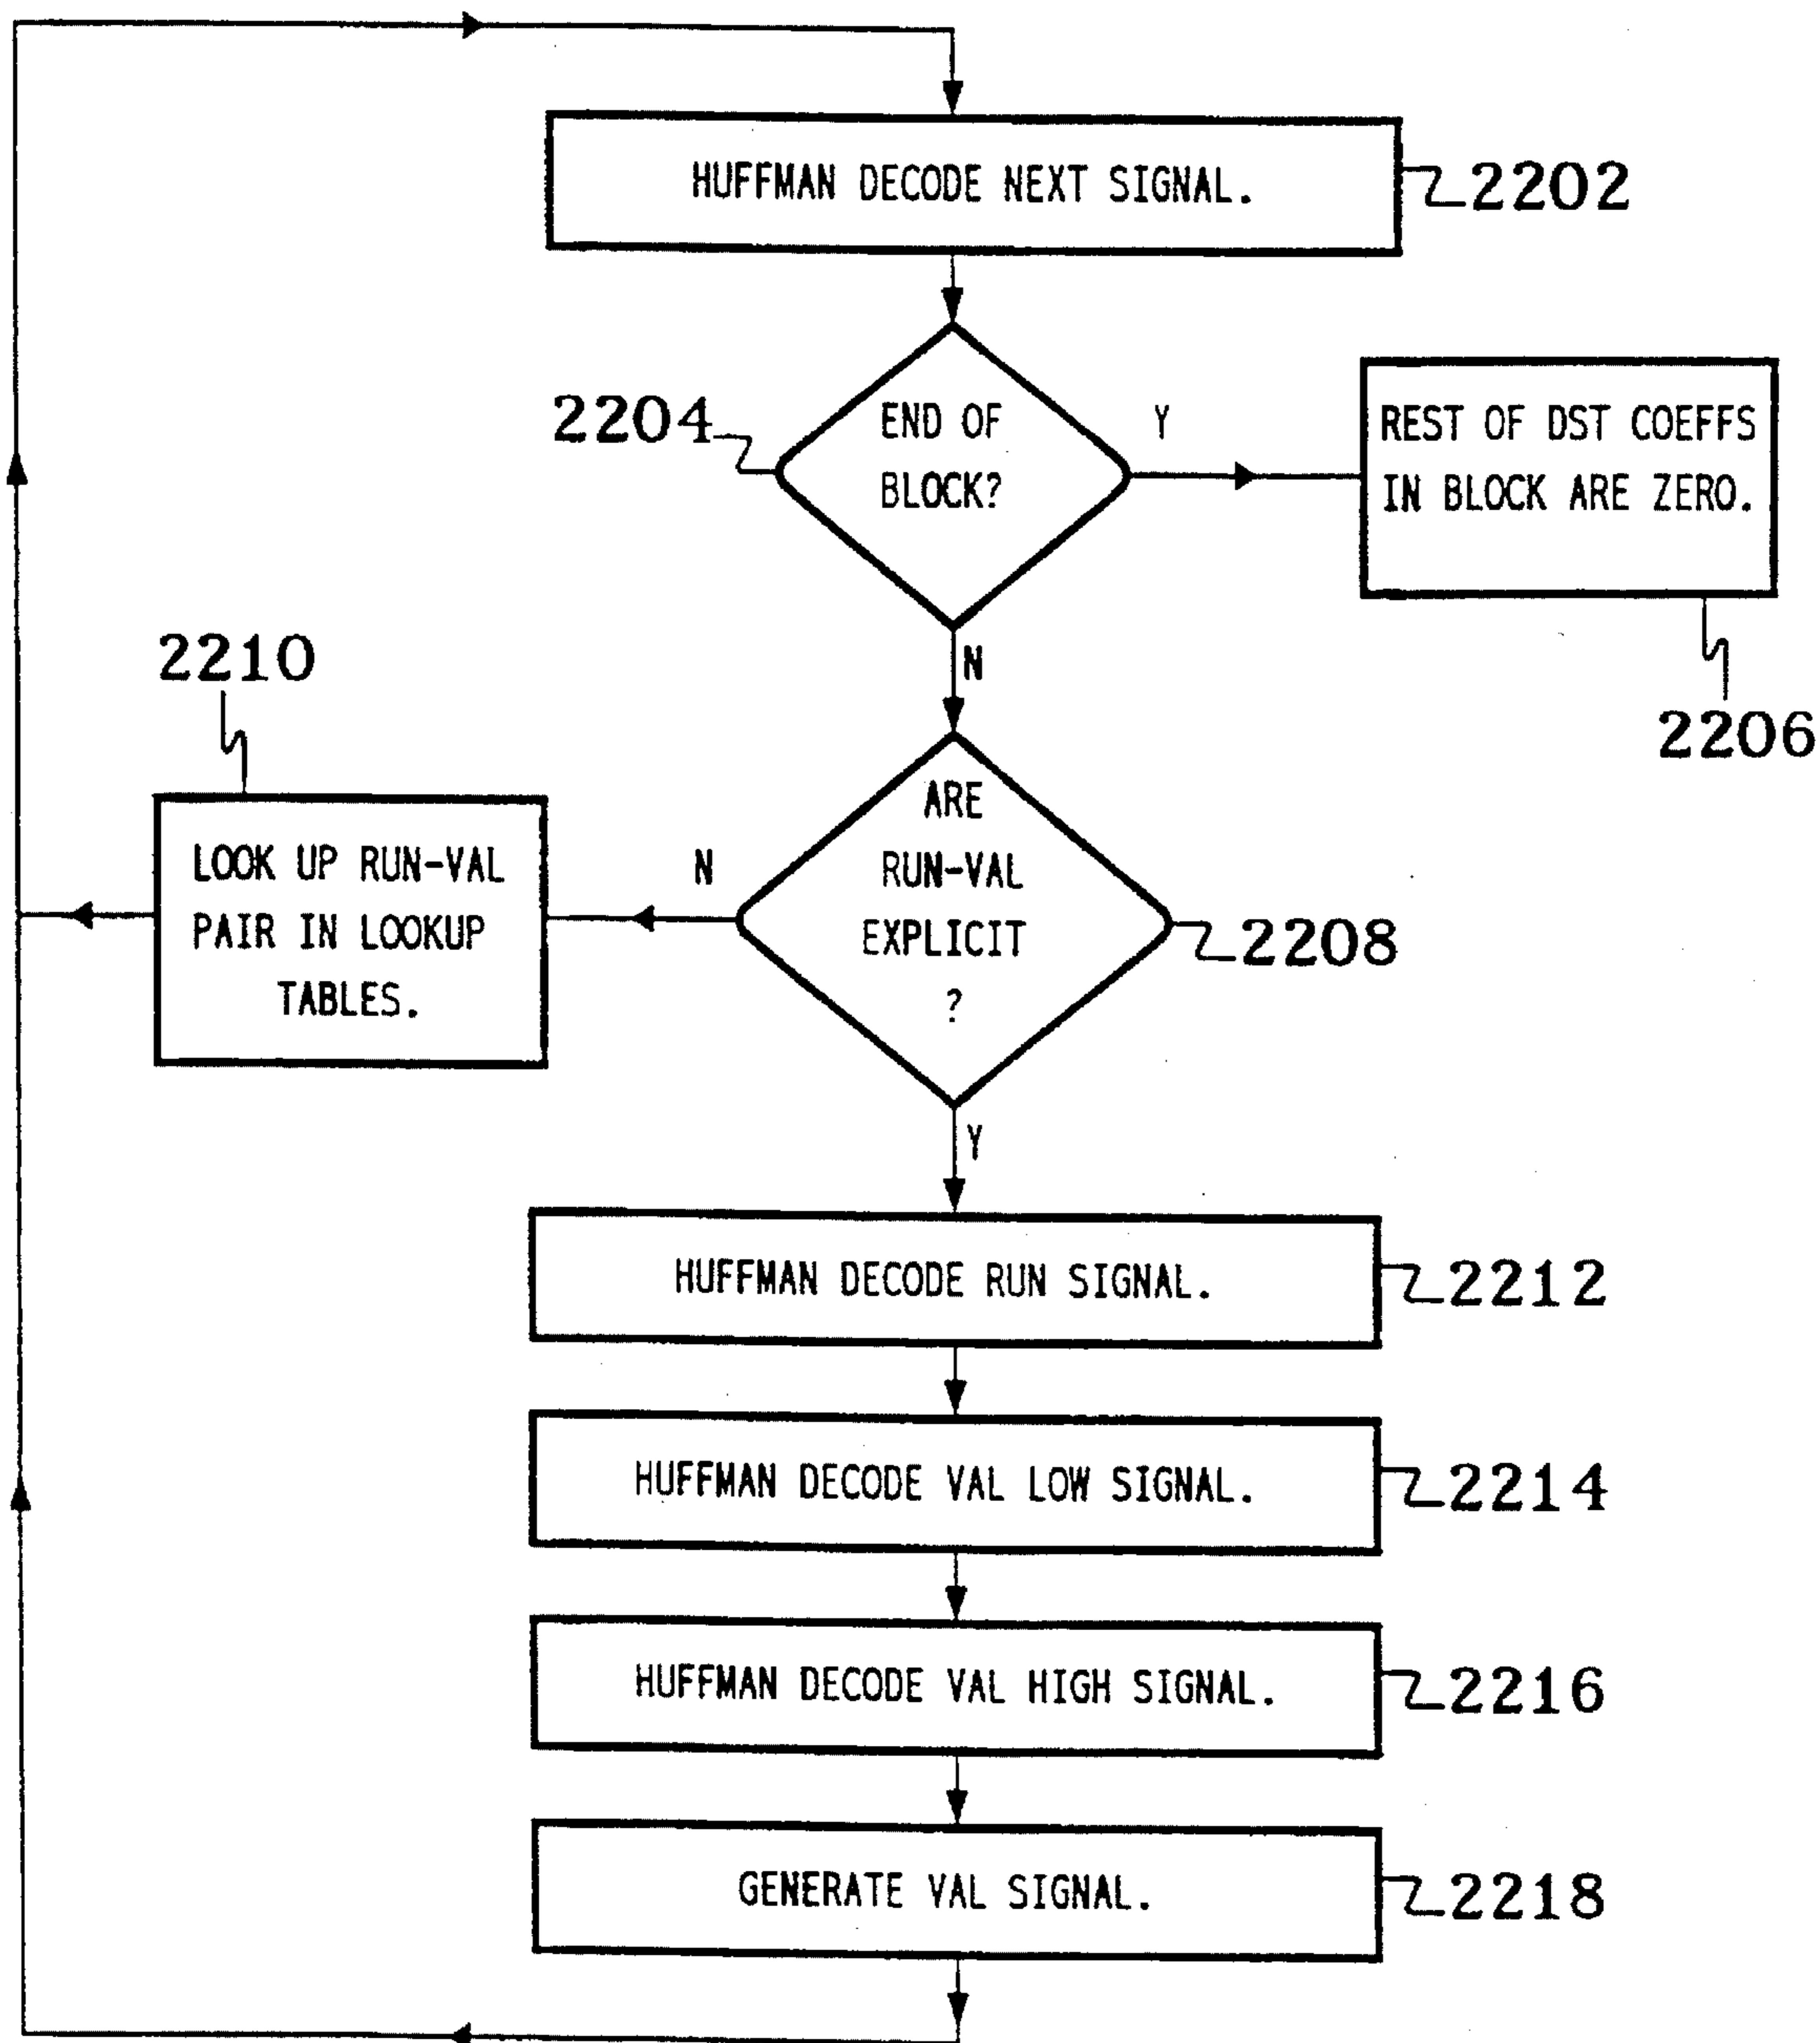 HUFFMAN DECODE NEXT SIGNAL.
2202
2204
END OF
BLOCK?
Y
REST OF DST COEFFS
IN BLOCK ARE ZERO.
2206
N
2210
LOOK UP RUN-VAL
PAIR IN LOOKUP
TABLES.
N
ARE
RUN-VAL
EXPLICIT
?
2208
Y
HUFFMAN DECODE RUN SIGNAL.
2212
HUFFMAN DECODE VAL LOW SIGNAL.
2214
HUFFMAN DECODE VAL HIGH SIGNAL.
2216
GENERATE VAL SIGNAL.
2218